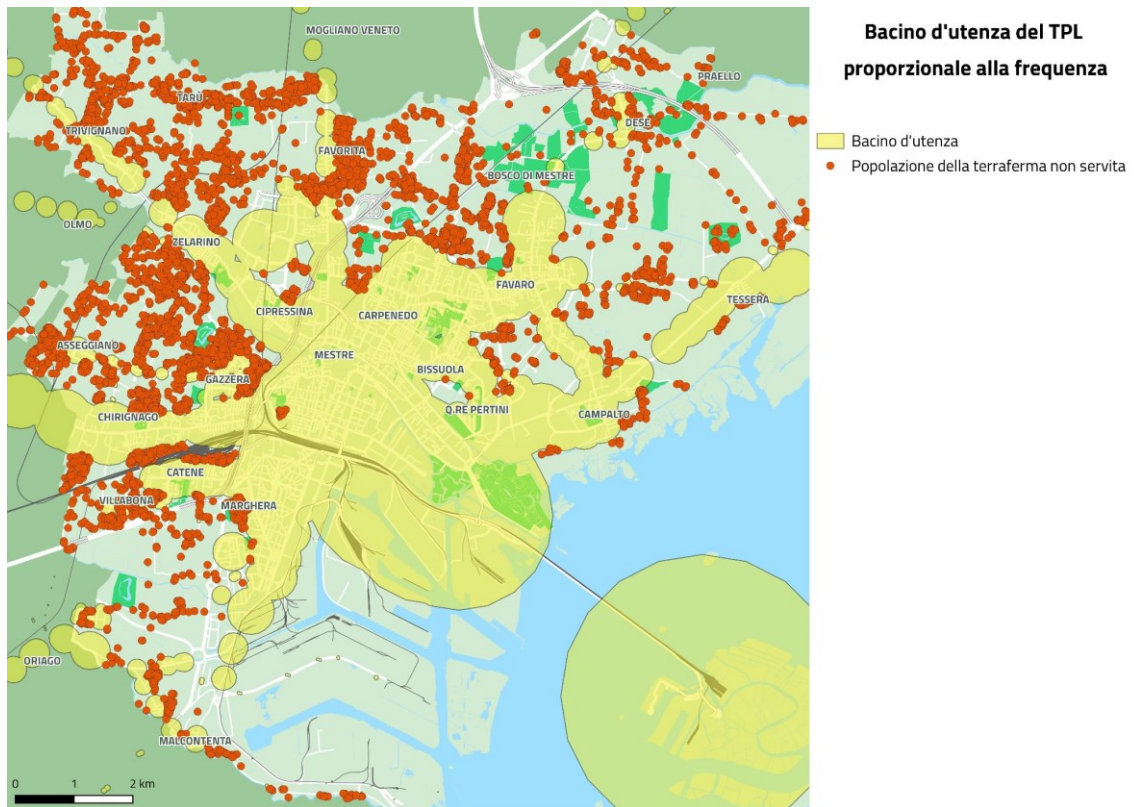 Bacino d'utenza del TPL
proporzionale alla frequenza
Bacino d'utenza
Popolazione della terraferma non servita
MOGLIANO VENETO
PRAELLO
TARÙ
DESE
TRIVIGNANO
FAVORITA
BOSCO DI MESTRE
OLMO
ZELARINO
FAVARO
TESSERA
CIPRESSINA
CARPENEDO
ASSEGGIANO
MESTRE
BISSUOLA
GAZZERA
CHIRIGNAGO
Q.RE PERTINI
CAMPALTO
CATENE
VILLABONA
MARGHERA
ORIAGO
MALCONTENTA
0 1 2 km